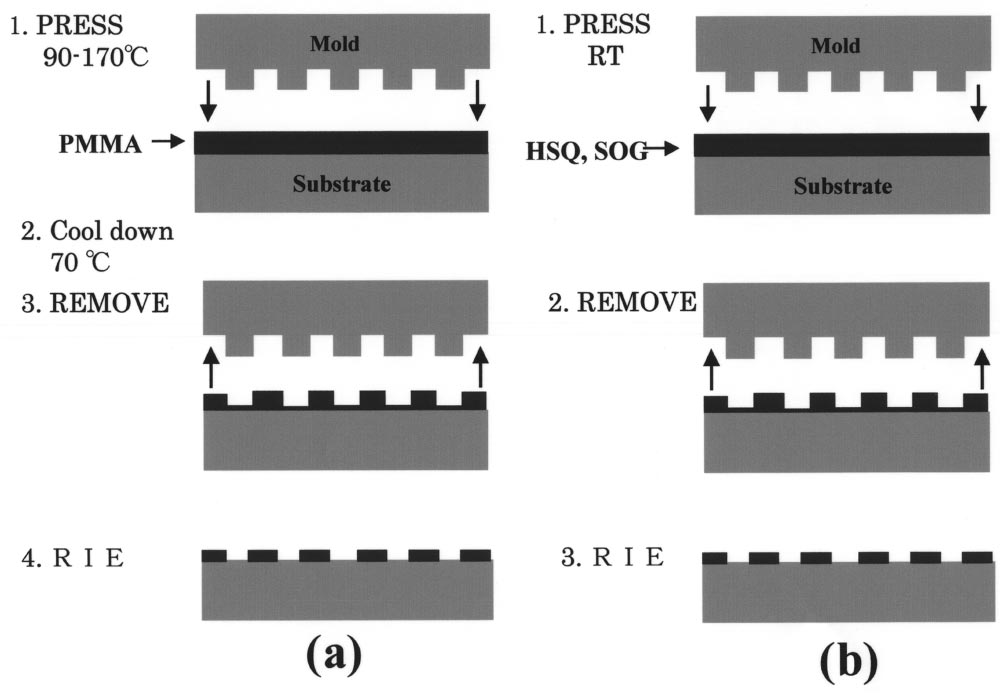 1. PRESS
90-170℃
Mold
PMMA
Substrate
2. Cool down
70 ℃
3. REMOVE
4. R I E
(a)
1. PRESS
RT
Mold
HSQ, SOG
Substrate
2. REMOVE
3. R I E
(b)